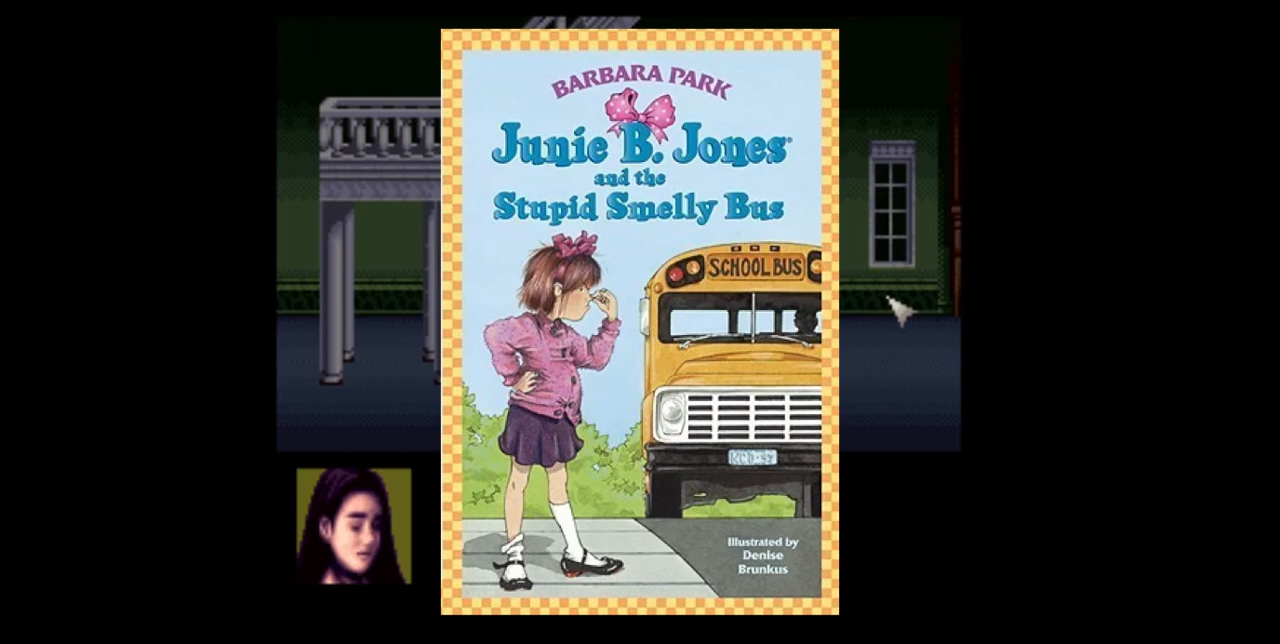 BARBARA PARK
Junie B. Jones®
and the
Stupid Smelly Bus
SCHOOL BUS
Illustrated by
Denise
Brunkus